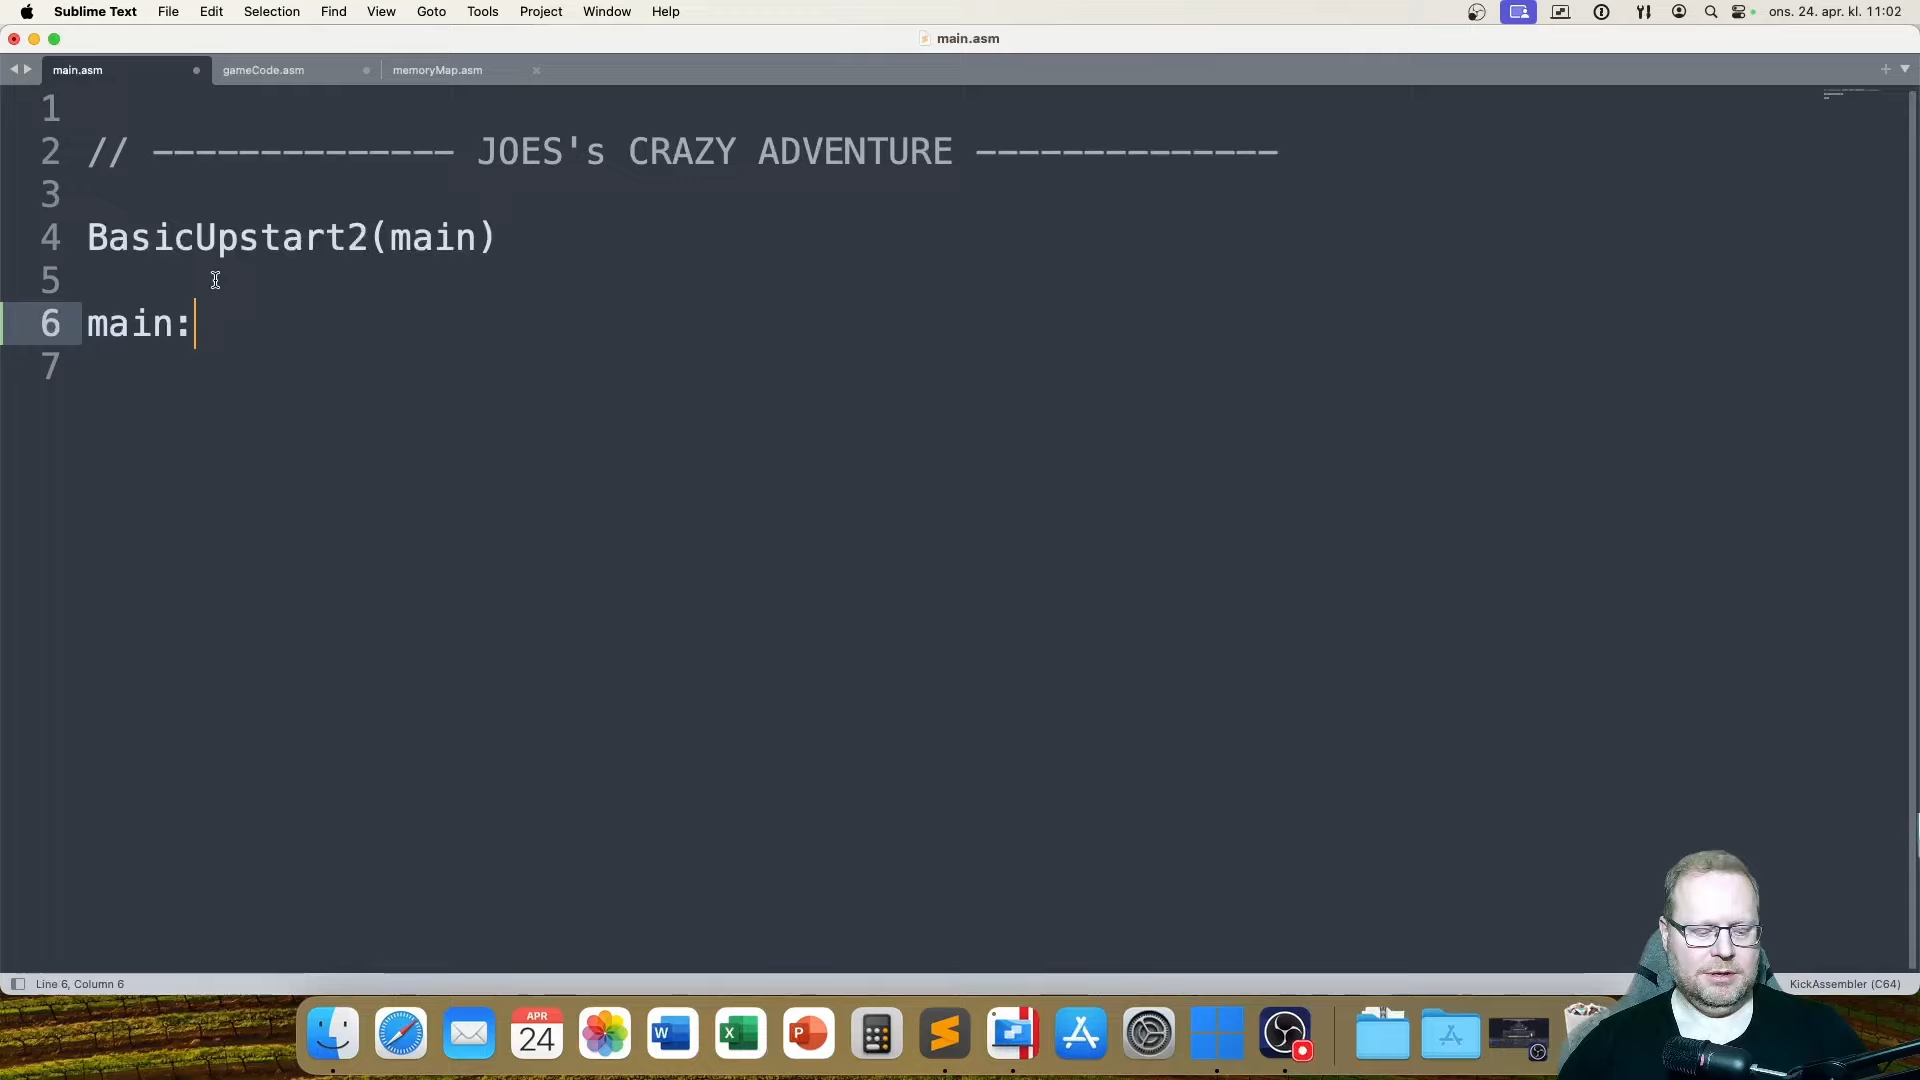 Sublime Text File Edit Selection Find View Goto Tools Project Window Help ons. 24. apr. kl. 11:02
main.asm
main.asm gameCode.asm memoryMap.asm
1
2 // -------------- JOES's CRAZY ADVENTURE --------------
3
4 BasicUpstart2(main)
5
6 main:
7
Line 6, Column 6 KickAssembler (C64)
APR
24
W
X
P